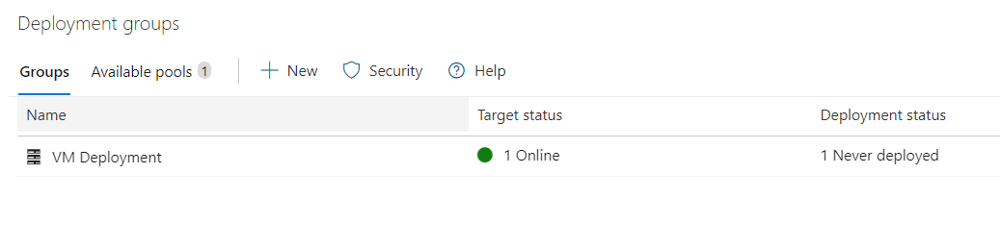 Deployment groups
Groups Available pools 1 New Security Help
Name Target status Deployment status
VM Deployment 1 Online 1 Never deployed